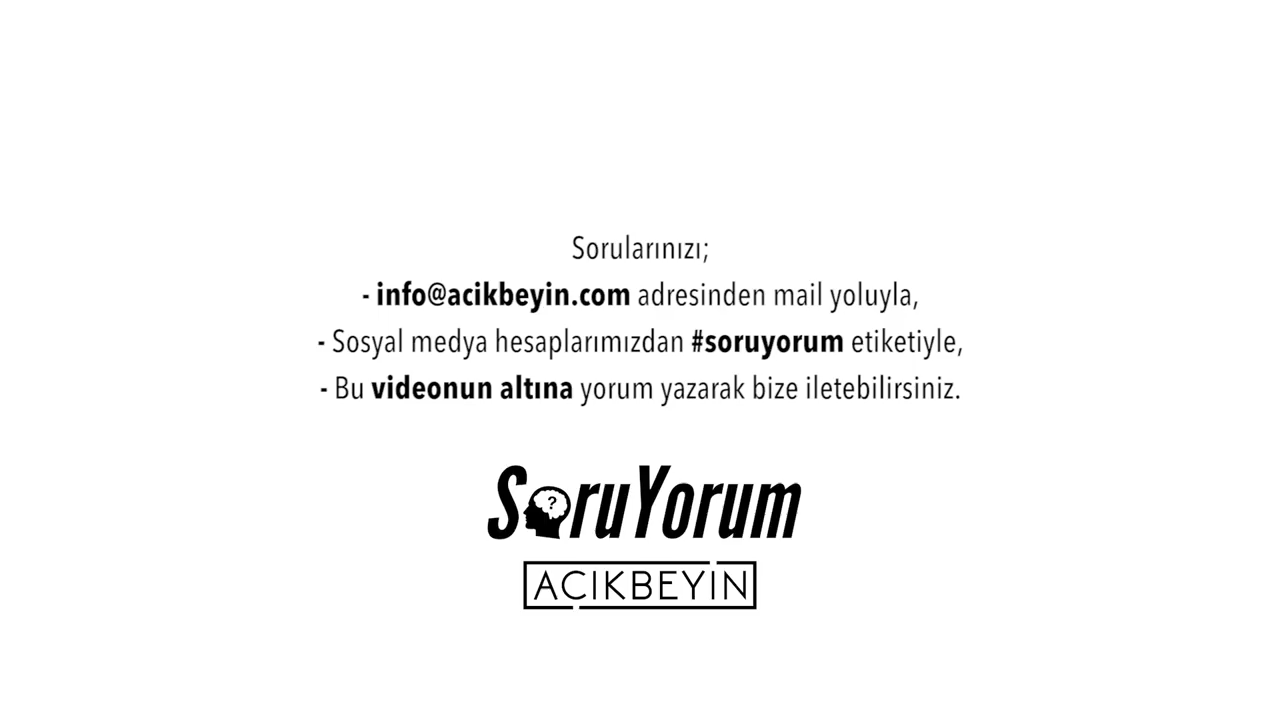 Sorularınızı;
- info@acikbeyin.com adresinden mail yoluyla,
- Sosyal medya hesaplarımızdan #soruyorum etiketiyle,
- Bu videonun altına yorum yazarak bize iletebilirsiniz.
SoruYorum
AÇIKBEYİN